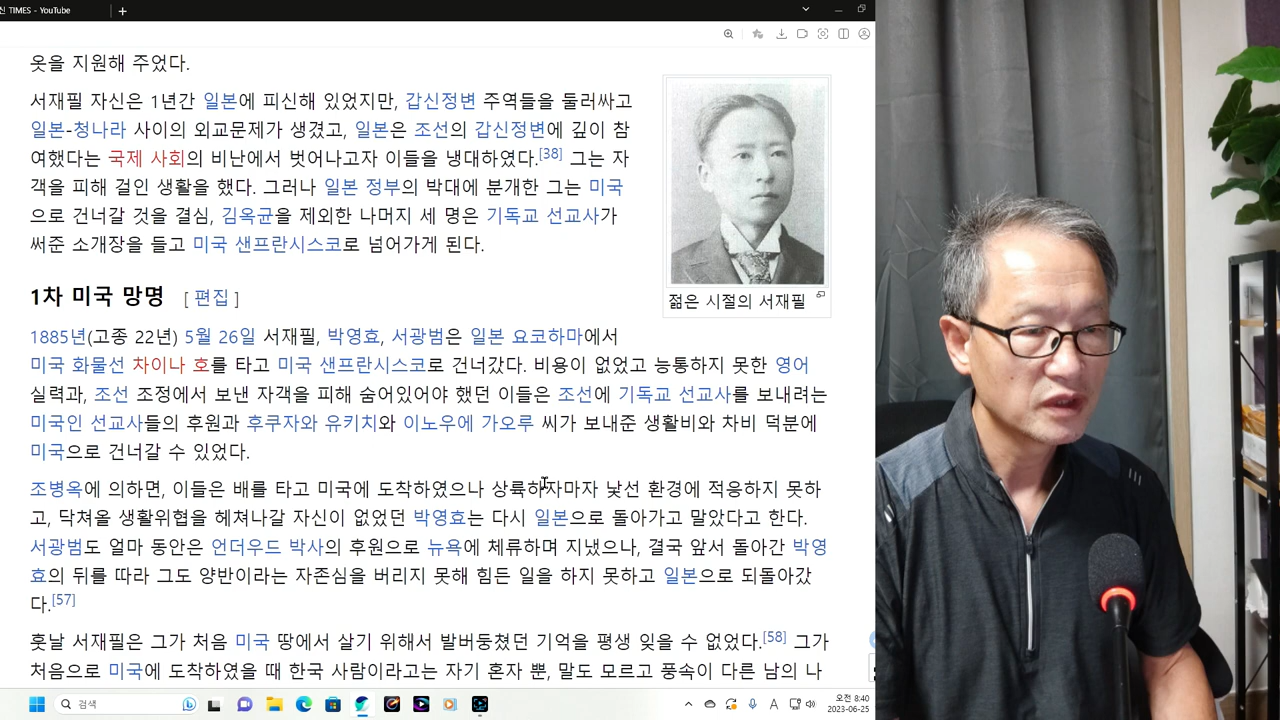 신 TIMES - YouTube
옷을 지원해 주었다.
서재필 자신은 1년간 일본에 피신해 있었지만, 갑신정변 주역들을 둘러싸고
일본-청나라 사이의 외교문제가 생겼고, 일본은 조선의 갑신정변에 깊이 참
여했다는 국제 사회의 비난에서 벗어나고자 이들을 냉대하였다.[38] 그는 자
객을 피해 걸인 생활을 했다. 그러나 일본 정부의 박대에 분개한 그는 미국
으로 건너갈 것을 결심, 김옥균을 제외한 나머지 세 명은 기독교 선교사가
써준 소개장을 들고 미국 샌프란시스코로 넘어가게 된다.
젊은 시절의 서재필
1차 미국 망명 [ 편집 ]
1885년(고종 22년) 5월 26일 서재필, 박영효, 서광범은 일본 요코하마에서
미국 화물선 차이나 호를 타고 미국 샌프란시스코로 건너갔다. 비용이 없었고 능통하지 못한 영어
실력과, 조선 조정에서 보낸 자객을 피해 숨어있어야 했던 이들은 조선에 기독교 선교사를 보내려는
미국인 선교사들의 후원과 후쿠자와 유키치와 이노우에 가오루 씨가 보내준 생활비와 차비 덕분에
미국으로 건너갈 수 있었다.
조병옥에 의하면, 이들은 배를 타고 미국에 도착하였으나 상륙하자마자 낯선 환경에 적응하지 못하
고, 닥쳐올 생활위협을 헤쳐나갈 자신이 없었던 박영효는 다시 일본으로 돌아가고 말았다고 한다.
서광범도 얼마 동안은 언더우드 박사의 후원으로 뉴욕에 체류하며 지냈으나, 결국 앞서 돌아간 박영
효의 뒤를 따라 그도 양반이라는 자존심을 버리지 못해 힘든 일을 하지 못하고 일본으로 되돌아갔
다.[57]
훗날 서재필은 그가 처음 미국 땅에서 살기 위해서 발버둥쳤던 기억을 평생 잊을 수 없었다.[58] 그가
처음으로 미국에 도착하였을 때 한국 사람이라고는 자기 혼자 뿐, 말도 모르고 풍속이 다른 남의 나
검색
A
오전 8:40
2023-06-25